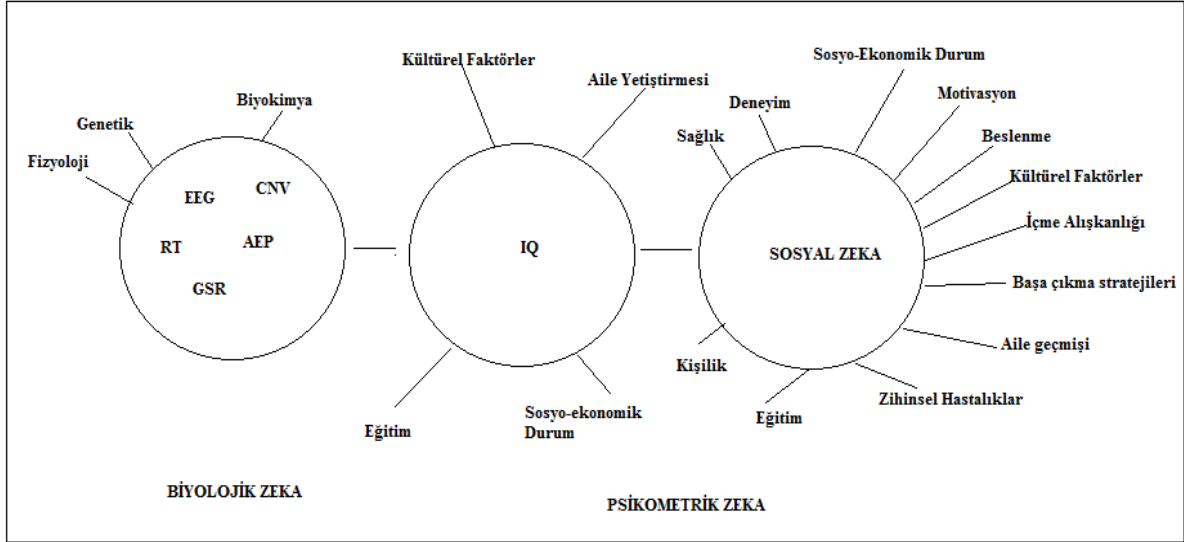 Kültürel Faktörler
Sosyo-Ekonomik Durum
Aile Yetiştirmesi
Motivasyon
Biyokimya
Deneyim
Genetik
Sağlık
Beslenme
Fizyoloji
Kültürel Faktörler
EEG
CNV
İçme Alışkanlığı
RT
AEP
IQ
SOSYAL ZEKA
GSR
Başa çıkma stratejileri
Aile geçmişi
Kişilik
Zihinsel Hastalıklar
Eğitim
Sosyo-ekonomik
Durum
Eğitim
BİYOLOJİK ZEKA
PSİKOMETRİK ZEKA